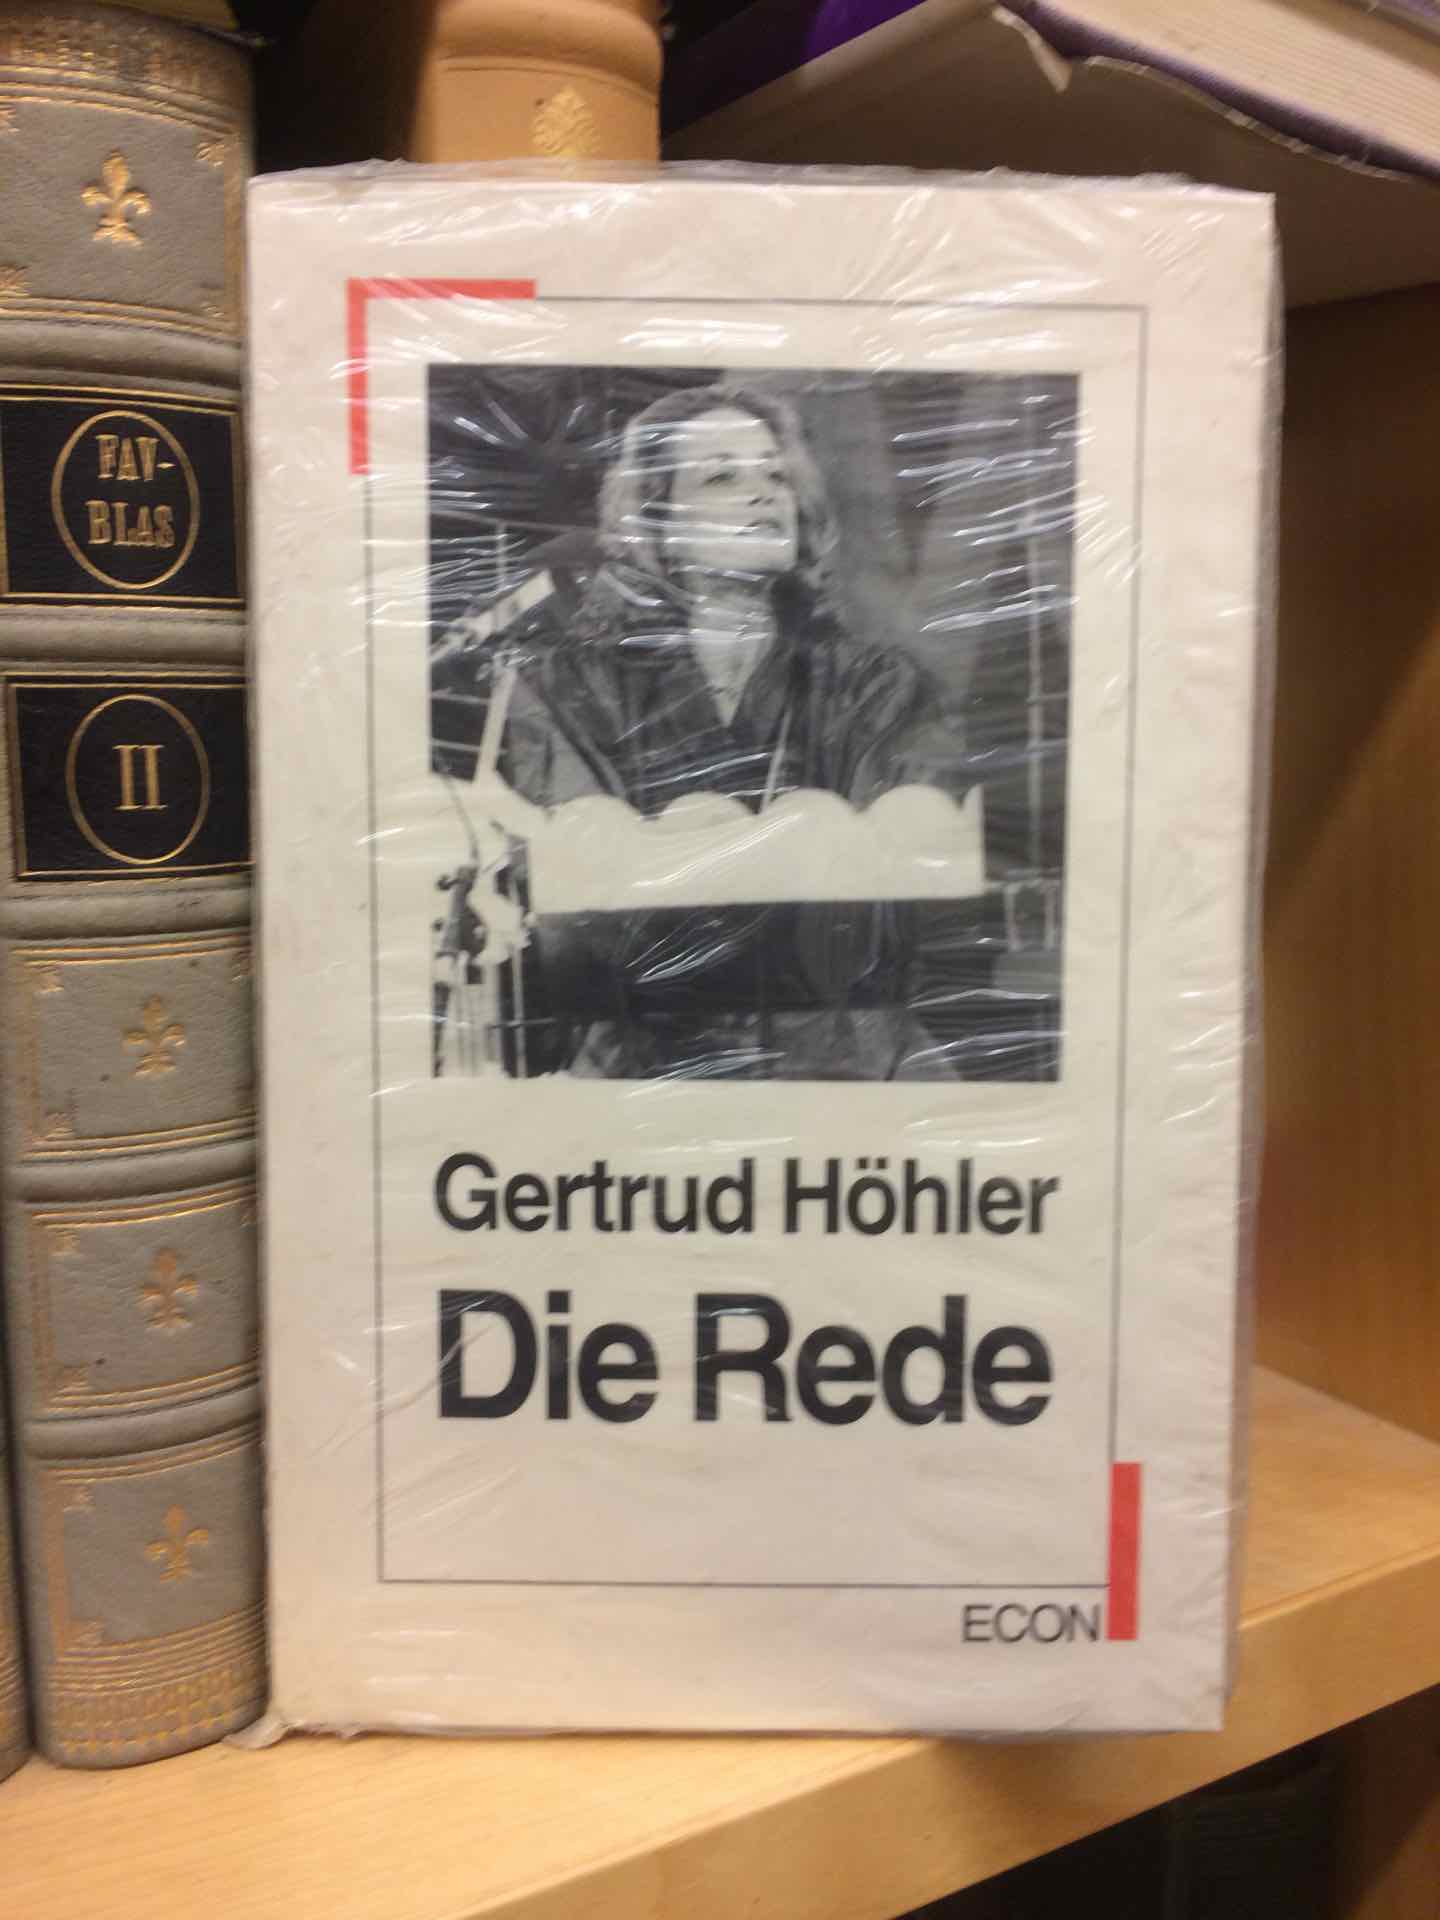 FAV-
BLAS
II
Gertrud Höhler
Die Rede
ECON